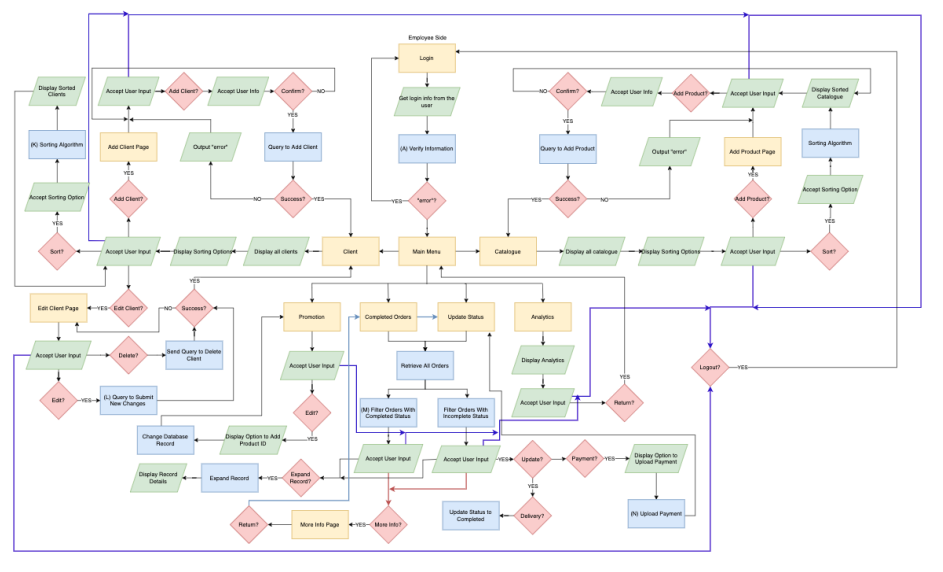 Employee Side
Login
Display Sorted
Clients
Accept User Input
Add Client?
Accept User Info
Confirm?
NO
Get login info from the
user
NO
Confirm?
Accept User Info
Add Product?
Accept User Input
Display Sorted
Catalogue
YES
YES
(K) Sorting Algorithm
Add Client Page
Output "error"
Query to Add Client
(A) Verify Information
Query to Add Product
Output "error"
Add Product Page
Sorting Algorithm
YES
YES
Accept Sorting Option
Add Client?
NO
Success?
YES
YES
"error"?
YES
Success?
NO
Add Product?
Accept Sorting Option
YES
YES
Sort?
Accept User Input
Display Sorting Options
Display all clients
Client
Main Menu
Catalogue
Display all catalogue
Display Sorting Options
Accept User Input
Sort?
YES
Edit Client Page
YES
Edit Client?
NO
Success?
Promotion
Completed Orders
Update Status
Analytics
Accept User Input
Delete?
Send Query to Delete
Client
Accept User Input
Retrieve All Orders
Display Analytics
Logout?
YES
YES
Edit?
YES
(L) Query to Submit
New Changes
Edit?
(M) Filter Orders With
Completed Status
Filter Orders With
Incomplete Status
Accept User Input
Return?
Change Database
Record
Display Option to Add
Product ID
YES
Accept User Input
Accept User Input
YES
Update?
Payment?
YES
Display Option to
Upload Payment
Display Record
Details
Expand Record
YES
Expand
Record?
YES
Return?
More Info Page
YES
More Info?
Update Status to
Completed
Delivery?
(N) Upload Payment